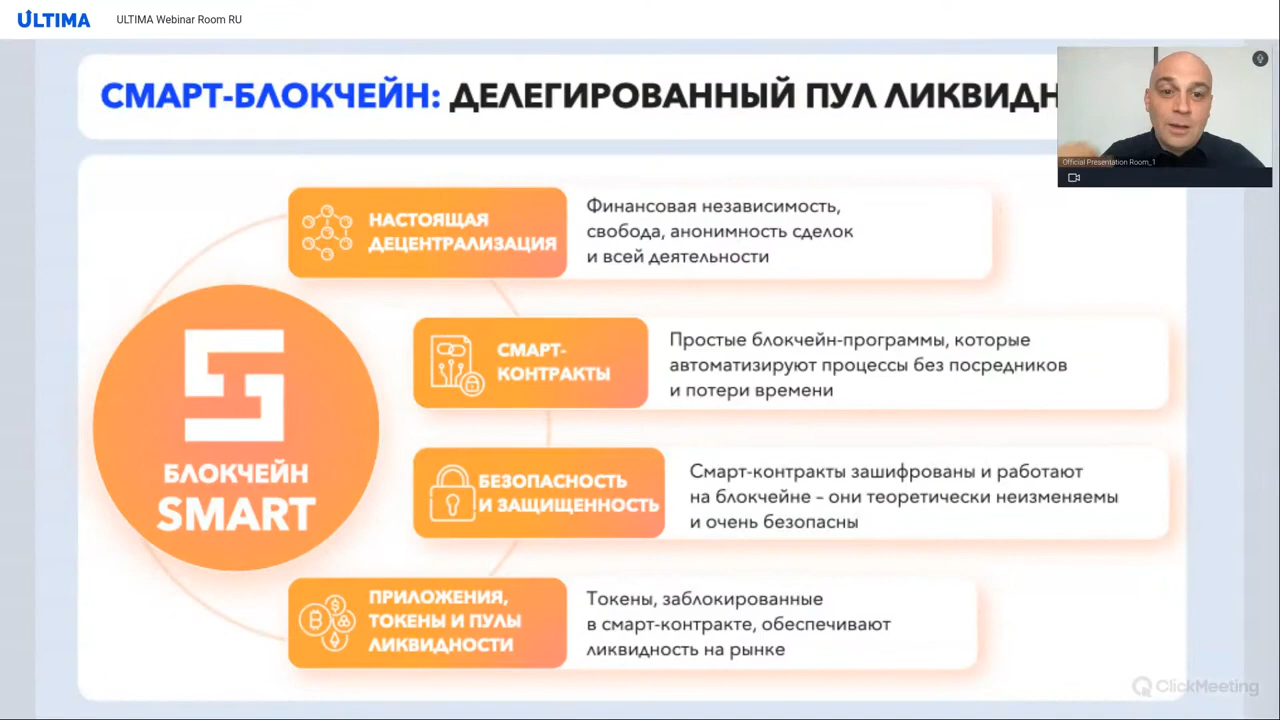 ULTIMA
ULTIMA Webinar Room RU
СМАРТ-БЛОКЧЕЙН: ДЕЛЕГИРОВАННЫЙ ПУЛ ЛИКВИДН
Official Presentation Room_1
НАСТОЯЩАЯ
ДЕЦЕНТРАЛИЗАЦИЯ
Финансовая независимость,
свобода, анонимность сделок
и всей деятельности
СМАРТ-
КОНТРАКТЫ
Простые блокчейн-программы, которые
автоматизируют процессы без посредников
и потери времени
БЛОКЧЕЙН
SMART
БЕЗОПАСНОСТЬ
И ЗАЩИЩЕННОСТЬ
Смарт-контракты зашифрованы и работают
на блокчейне – они теоретически неизменяемы
и очень безопасны
ПРИЛОЖЕНИЯ,
ТОКЕНЫ И ПУЛЫ
ЛИКВИДНОСТИ
Токены, заблокированные
в смарт-контракте, обеспечивают
ликвидность на рынке
ClickMeeting